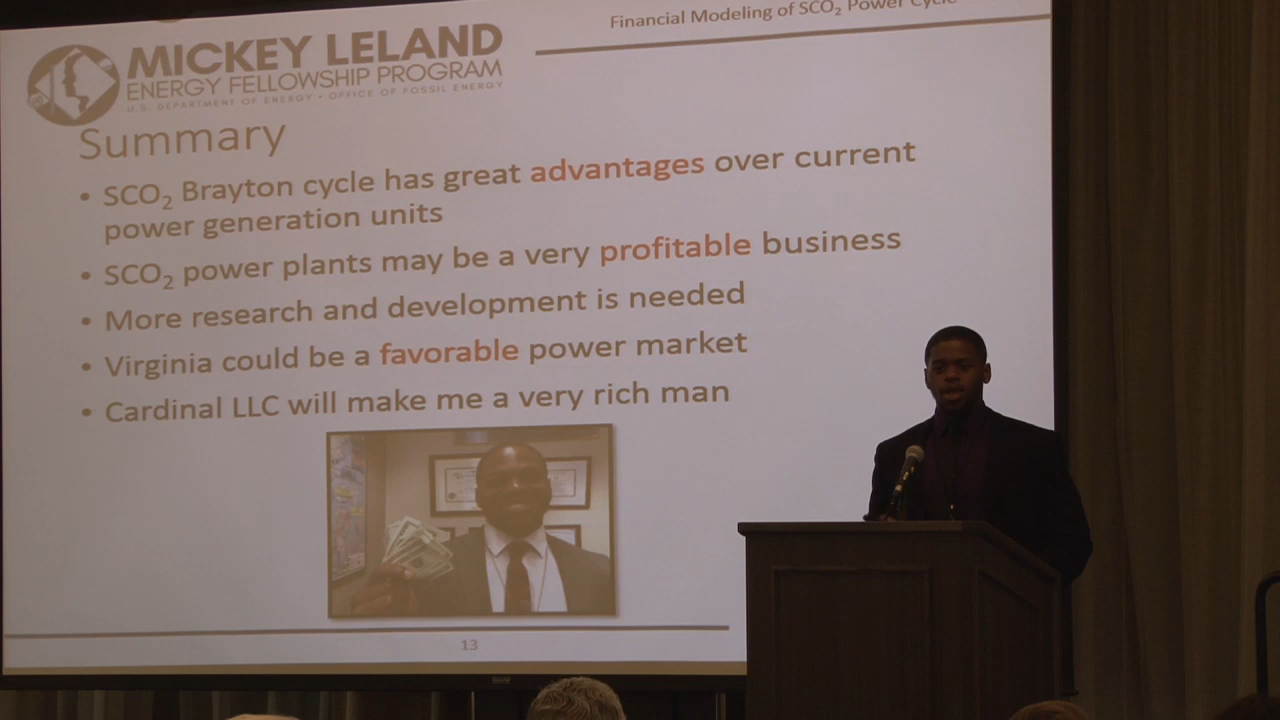 Financial Modeling of SCO₂ Power Cycle
MICKEY LELAND
ENERGY FELLOWSHIP PROGRAM
U.S. DEPARTMENT OF ENERGY • OFFICE OF FOSSIL ENERGY
Summary
• SCO₂ Brayton cycle has great advantages over current
power generation units
• SCO₂ power plants may be a very profitable business
• More research and development is needed
• Virginia could be a favorable power market
• Cardinal LLC will make me a very rich man
13